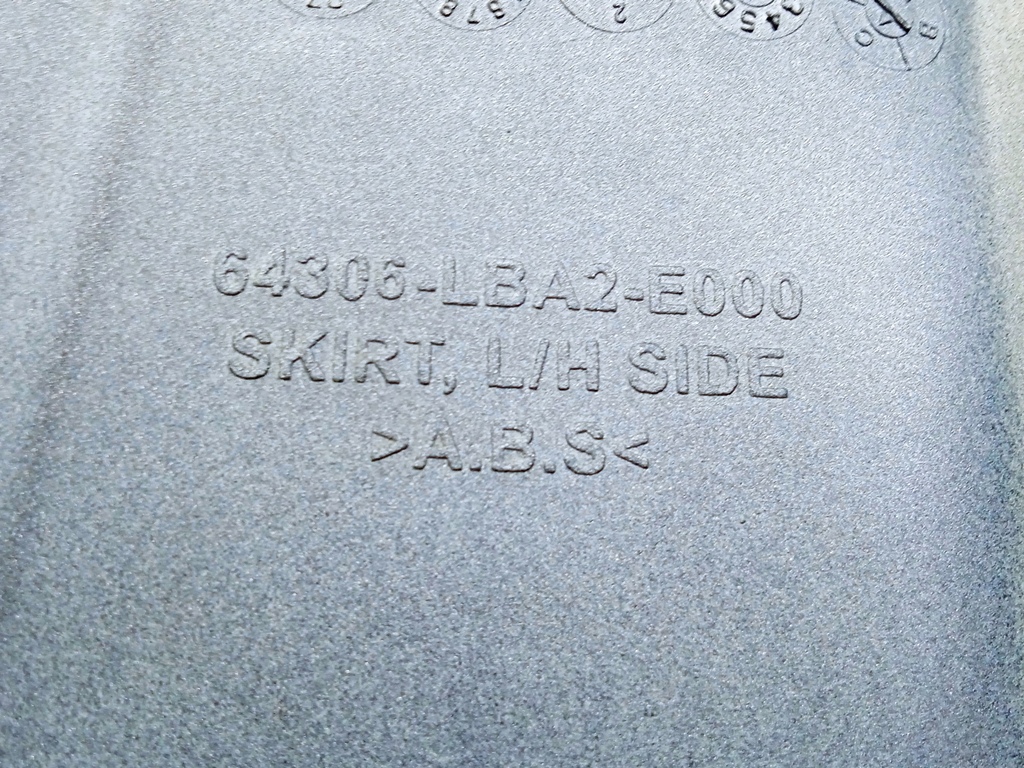 64306-LBA2-E000
SKIRT, L/H SIDE
>A.B.S<